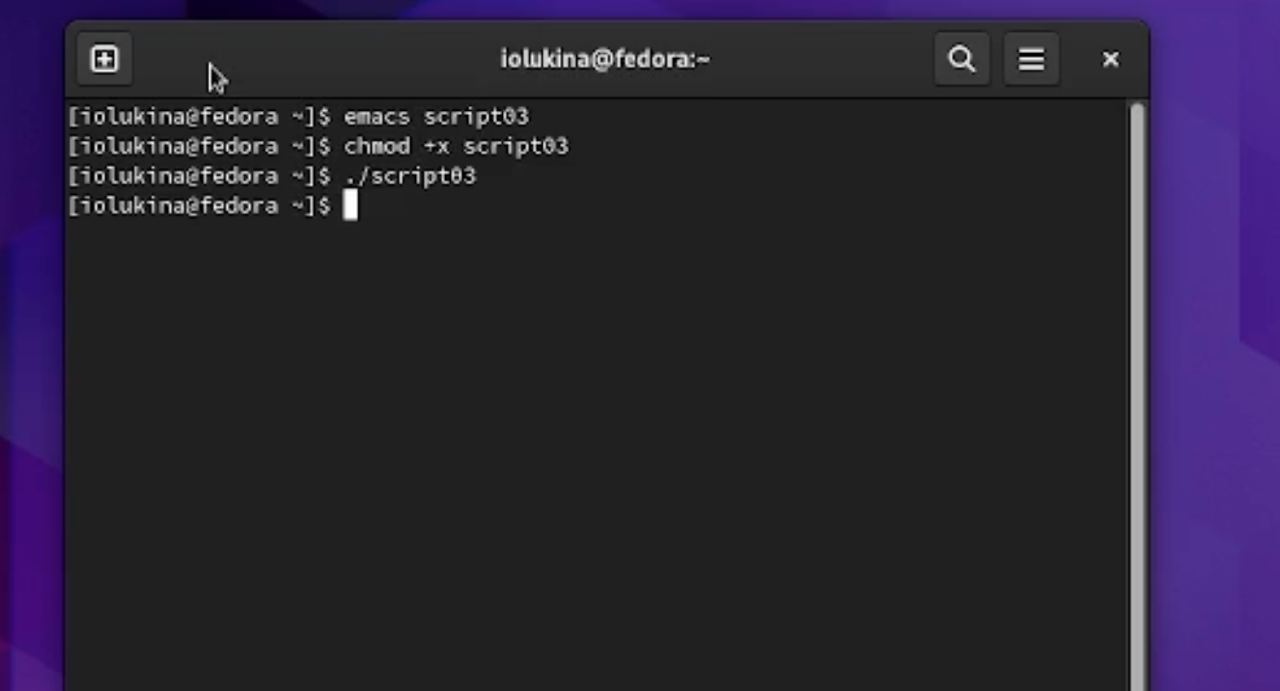 iolukina@fedora:~
[iolukina@fedora ~]$ emacs script03
[iolukina@fedora ~]$ chmod +x script03
[iolukina@fedora ~]$ ./script03
[iolukina@fedora ~]$